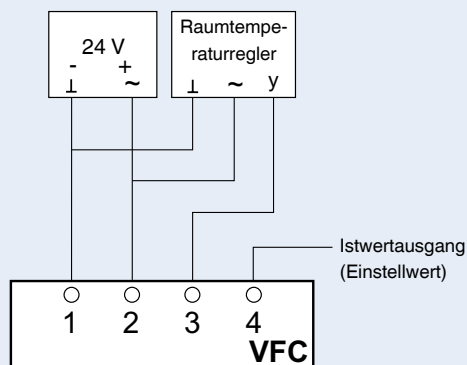 24 V
- +
⊥ ~
Raumtempe-
raturregler
⊥ ~ y
Istwertausgang
(Einstellwert)
1 2 3 4
VFC